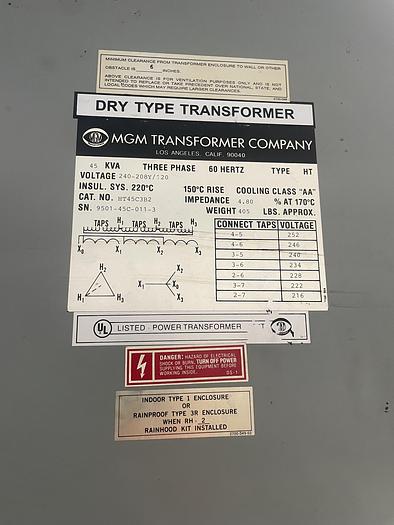 MINIMUM CLEARANCE FROM TRANSFORMER ENCLOSURE TO WALL OR OTHER
OBSTACLE IS 6 INCHES.
ABOVE CLEARANCE IS FOR VENTILATION PURPOSES ONLY AND IS NOT
INTENDED TO REPLACE OR TAKE PRECEDENT OVER NATIONAL, STATE, AND
LOCAL CODES WHICH MAY REQUIRE LARGER CLEARANCES.
DRY TYPE TRANSFORMER
MGM TRANSFORMER COMPANY
LOS ANGELES, CALIF. 90040
45 KVA THREE PHASE 60 HERTZ TYPE HT
VOLTAGE 240-208Y/120
INSUL. SYS. 220°C 150°C RISE COOLING CLASS "AA"
CAT. NO. HT45C3B2 IMPEDANCE 4.80 % AT 170°C
SN. 9501-45C-011-3 WEIGHT 405 LBS. APPROX.
TAPS TAPS TAPS
H1 H2 H3
X0 X1 X2 X3
H2
H1 H3
X2
X1 X0
X3
CONNECT TAPS VOLTAGE
4-5 252
4-6 246
3-5 240
3-6 234
2-6 228
3-7 222
2-7 216
UL LISTED - POWER TRANSFORMER
DANGER: HAZARD OF ELECTRICAL
SHOCK OR BURN. TURN OFF POWER
SUPPLYING THIS EQUIPMENT BEFORE
WORKING INSIDE. DS-1
INDOOR TYPE 1 ENCLOSURE
OR
RAINPROOF TYPE 3R ENCLOSURE
WHEN RH-2
RAINHOOD KIT INSTALLED